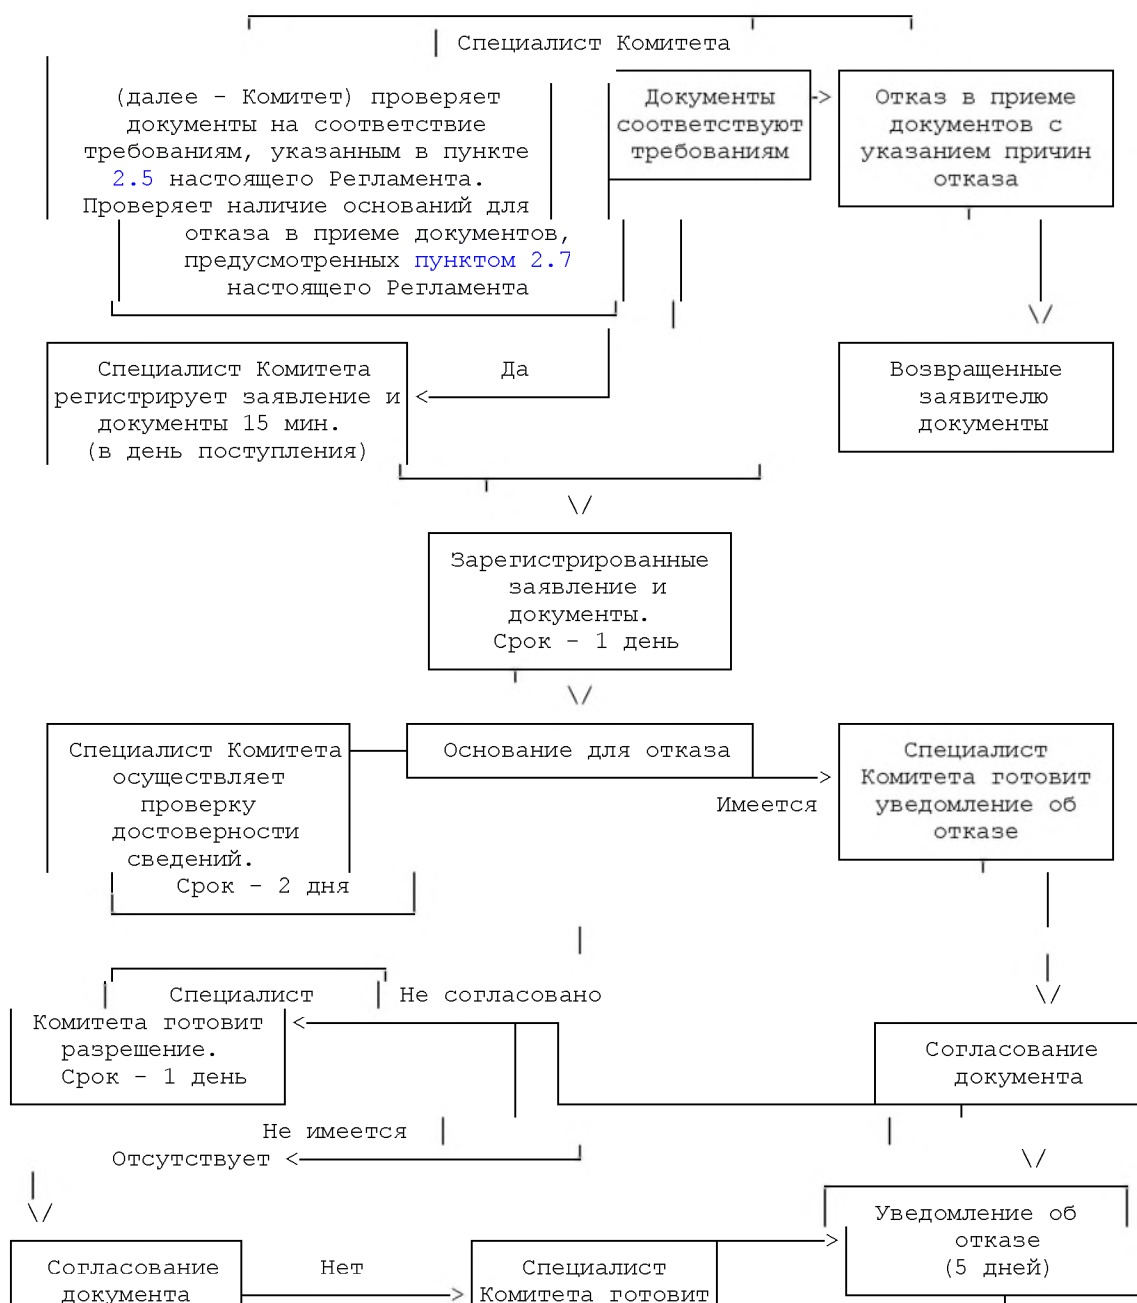 Специалист Комитета
(далее - Комитет) проверяет
документы на соответствие
требованиям, указанным в пункте
2.5 настоящего Регламента.
Проверяет наличие оснований для
отказа в приеме документов,
предусмотренных пунктом 2.7
настоящего Регламента
Документы
соответствуют
требованиям
Отказ в приеме
документов с
указанием причин
отказа
Специалист Комитета
регистрирует заявление и
документы 15 мин.
(в день поступления)
Да
Возвращенные
заявителю
документы
Зарегистрированные
заявление и
документы.
Срок - 1 день
Специалист Комитета
осуществляет
проверку
достоверности
сведений.
Срок - 2 дня
Основание для отказа
Имеется
Специалист
Комитета готовит
уведомление об
отказе
Специалист
Комитета готовит
разрешение.
Срок - 1 день
Не согласовано
Согласование
документа
Не имеется
Отсутствует
Уведомление об
отказе
(5 дней)
Согласование
документа
Нет
Специалист
Комитета готовит